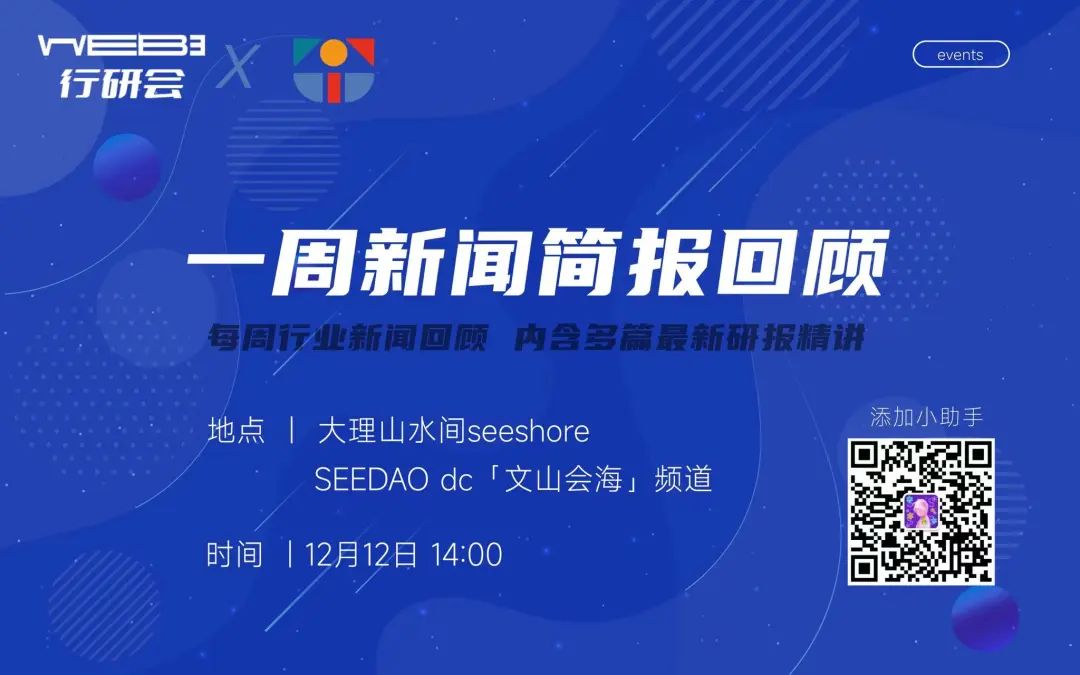 WEB3
行研会
X
events
一周新闻简报回顾
每周行业新闻回顾 内含多篇最新研报精讲
地点 | 大理山水间seeshore
SEEDAO dc「文山会海」频道
时间 | 12月12日 14:00
添加小助手